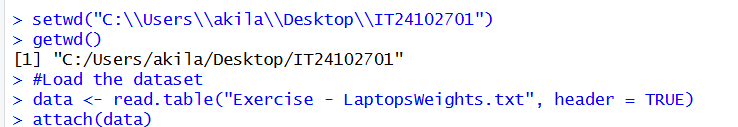 > setwd("C:\\Users\\akila\\Desktop\\IT24102701")
> getwd()
[1] "C:/Users/akila/Desktop/IT24102701"
> #Load the dataset
> data <- read.table("Exercise - LaptopsWeights.txt", header = TRUE)
> attach(data)